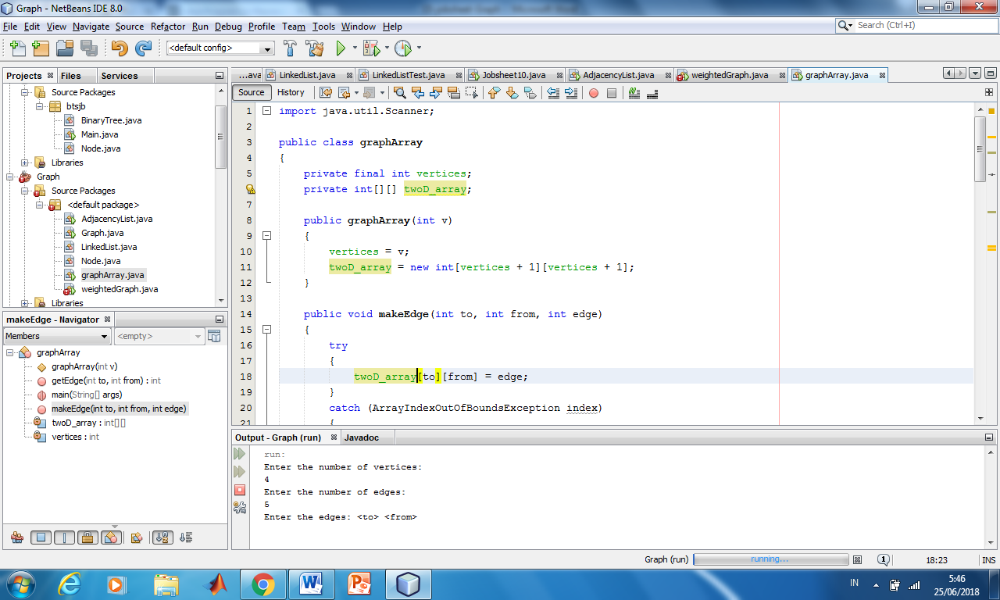 Graph - NetBeans IDE 8.0
File Edit View Navigate Source Refactor Run Debug Profile Team Tools Window Help
Search (Ctrl+I)
<default config>
Projects Files Services
Source Packages
btsjb
BinaryTree.java
Main.java
Node.java
Libraries
Graph
Source Packages
<default package>
AdjacencyList.java
Graph.java
LinkedList.java
Node.java
graphArray.java
weightedGraph.java
Libraries
makeEdge - Navigator
Members <empty>
graphArray
graphArray(int v)
getEdge(int to, int from) : int
main(String[] args)
makeEdge(int to, int from, int edge)
twoD_array : int[][]
vertices : int
...ava LinkedList.java LinkedListTest.java Jobsheet10.java AdjacencyList.java weightedGraph.java graphArray.java
Source History
1 import java.util.Scanner;
2
3 public class graphArray
4 {
5 private final int vertices;
private int[][] twoD_array;
7
8 public graphArray(int v)
9 {
10 vertices = v;
11 twoD_array = new int[vertices + 1][vertices + 1];
12 }
13
14 public void makeEdge(int to, int from, int edge)
15 {
16 try
17 {
18 twoD_array[to][from] = edge;
19 }
20 catch (ArrayIndexOutOfBoundsException index)
21 {
Output - Graph (run) Javadoc
run:
Enter the number of vertices:
4
Enter the number of edges:
5
Enter the edges: <to> <from>
Graph (run) running... 1 18:23 INS
IN 5:46
25/06/2018